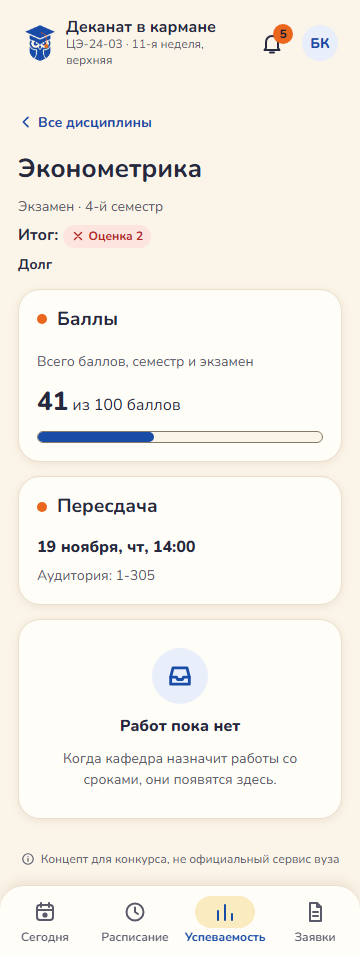 Деканат в кармане
ЦЭ-24-03 · 11-я неделя,
верхняя
5
БК
Все дисциплины
Эконометрика
Экзамен · 4-й семестр
Итог: Оценка 2
Долг
Баллы
Всего баллов, семестр и экзамен
41 из 100 баллов
Пересдача
19 ноября, чт, 14:00
Аудитория: 1-305
Работ пока нет
Когда кафедра назначит работы со
сроками, они появятся здесь.
Концепт для конкурса, не официальный сервис вуза
Сегодня
Расписание
Успеваемость
Заявки